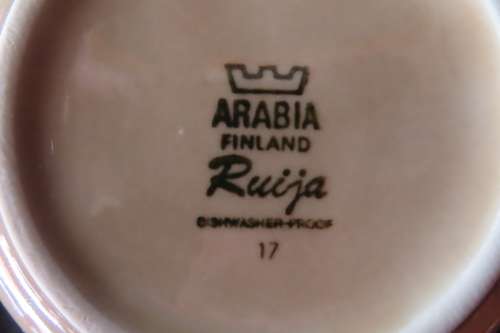 ARABIA
FINLAND
Ruija
DISHWASHER-PROOF
17